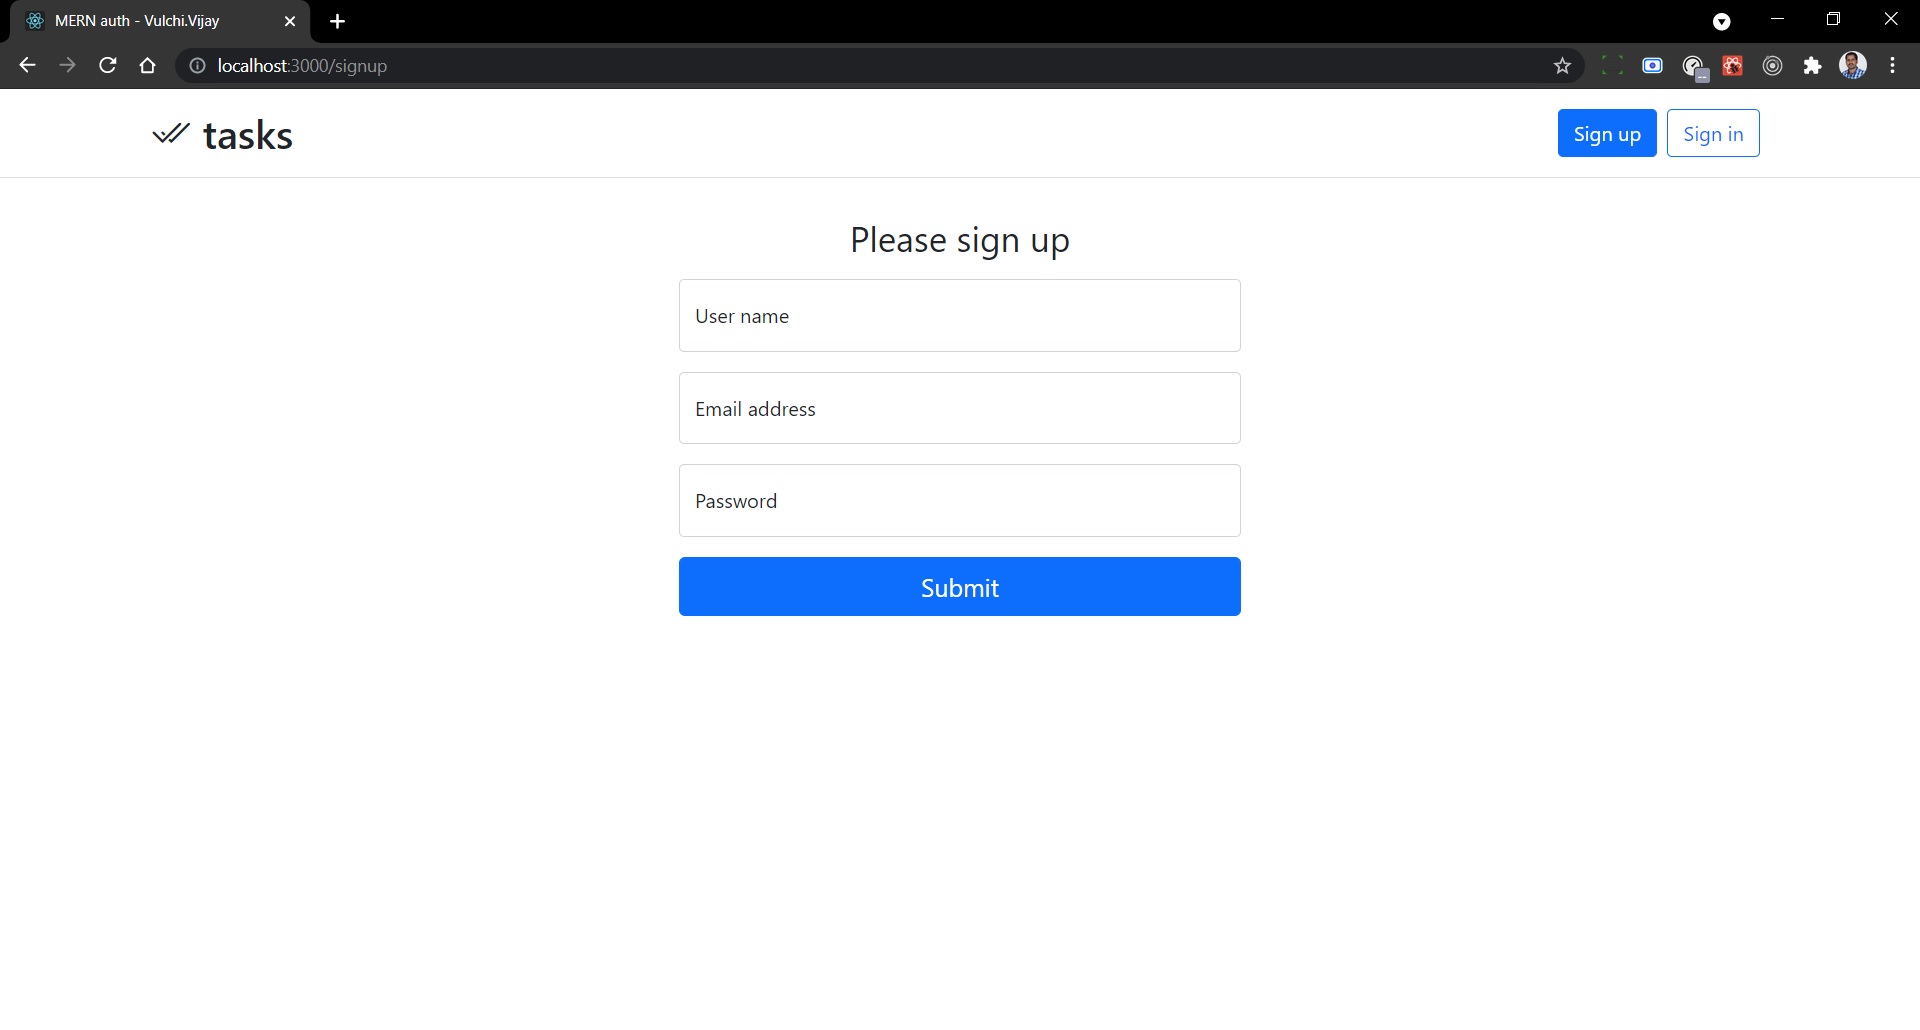 MERN auth - Vulchi.Vijay
localhost:3000/signup
tasks
Sign up
Sign in
Please sign up
User name
Email address
Password
Submit